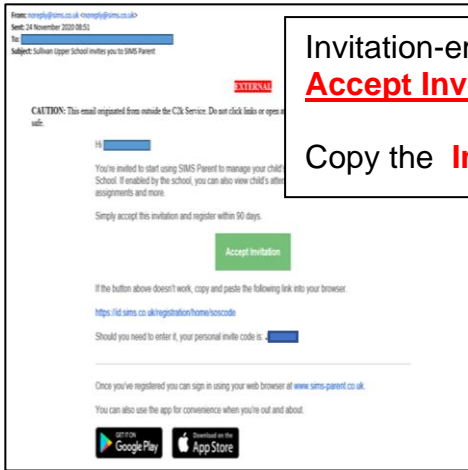 From: noreply@sims.co.uk <noreply@sims.co.uk>
Sent: 24 November 2020 08:51
To:
Subject: Sullivan Upper School invites you to SIMS Parent
EXTERNAL
CAUTION: This email originated from outside the C2k Service. Do not click links or open a
safe.
Hi
You're invited to start using SIMS Parent to manage your child's
School. If enabled by the school, you can also view child's atte
assignments and more.
Simply accept this invitation and register within 90 days.
Accept Invitation
If the button above doesn't work, copy and paste the following link into your browser.
https://id.sims.co.uk/registration/home/soscode
Should you need to enter it, your personal invite code is:
Once you've registered you can sign in using your web browser at www.sims-parent.co.uk.
You can also use the app for convenience when you're out and about.
GET IT ON
Google Play
Download on the
App Store
Invitation-e
Accept Inv
Copy the I